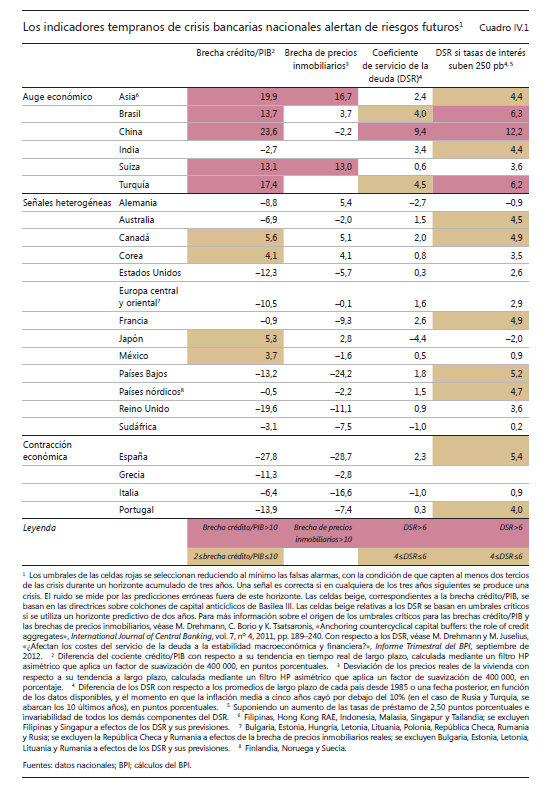 Los indicadores tempranos de crisis bancarias nacionales alertan de riesgos futuros¹ Cuadro IV.1
Brecha crédito/PIB² Brecha de precios inmobiliarios³ Coeficiente de servicio de la deuda (DSR)⁴ DSR si tasas de interés suben 250 pb⁴, ⁵
Auge económico Asia⁶ 19,9 16,7 2,4 4,4
Brasil 13,7 3,7 4,0 6,3
China 23,6 –2,2 9,4 12,2
India –2,7 3,4 4,4
Suiza 13,1 13,0 0,6 3,6
Turquía 17,4 4,5 6,2
Señales heterogéneas Alemania –8,8 5,4 –2,7 –0,9
Australia –6,9 –2,0 1,5 4,5
Canadá 5,6 5,1 2,0 4,9
Corea 4,1 4,1 0,8 3,5
Estados Unidos –12,3 –5,7 0,3 2,6
Europa central
y oriental⁷ –10,5 –0,1 1,6 2,9
Francia –0,9 –9,3 2,6 4,9
Japón 5,3 2,8 –4,4 –2,0
México 3,7 –1,6 0,5 0,9
Países Bajos –13,2 –24,2 1,8 5,2
Países nórdicos⁸ –0,5 –2,2 1,5 4,7
Reino Unido –19,6 –11,1 0,9 3,6
Sudáfrica –3,1 –7,5 –1,0 0,2
Contracción
económica España –27,8 –28,7 2,3 5,4
Grecia –11,3 –2,8
Italia –6,4 –16,6 –1,0 0,9
Portugal –13,9 –7,4 0,3 4,0
Leyenda Brecha crédito/PIB>10 Brecha de precios inmobiliarios>10 DSR>6 DSR>6
2≤brecha crédito/PIB≤10 4≤DSR≤6 4≤DSR≤6
¹ Los umbrales de las celdas rojas se seleccionan reduciendo al mínimo las falsas alarmas, con la condición de que capten al menos dos tercios
de las crisis durante un horizonte acumulado de tres años. Una señal es correcta si en cualquiera de los tres años siguientes se produce una
crisis. El ruido se mide por las predicciones erróneas fuera de este horizonte. Las celdas beige, correspondientes a la brecha crédito/PIB, se
basan en las directrices sobre colchones de capital anticíclicos de Basilea III. Las celdas beige relativas a los DSR se basan en umbrales críticos
si se utiliza un horizonte predictivo de dos años. Para más información sobre el origen de los umbrales críticos para las brechas crédito/PIB y
las brechas de precios inmobiliarios, véase M. Drehmann, C. Borio y K. Tsatsaronis, «Anchoring countercyclical capital buffers: the role of credit
aggregates», International Journal of Central Banking, vol. 7, nº 4, 2011, pp. 189–240. Con respecto a los DSR, véase M. Drehmann y M. Juselius,
«¿Afectan los costes del servicio de la deuda a la estabilidad macroeconómica y financiera?», Informe Trimestral del BPI, septiembre de
2012. ² Diferencia del cociente crédito/PIB con respecto a su tendencia en tiempo real de largo plazo, calculada mediante un filtro HP
asimétrico que aplica un factor de suavización de 400 000, en puntos porcentuales. ³ Desviación de los precios reales de la vivienda con
respecto a su tendencia a largo plazo, calculada mediante un filtro HP asimétrico que aplica un factor de suavización de 400 000, en
porcentaje. ⁴ Diferencia de los DSR con respecto a los promedios de largo plazo de cada país desde 1985 o una fecha posterior, en función
de los datos disponibles, y el momento en que la inflación media a cinco años cayó por debajo del 10% (en el caso de Rusia y Turquía, se
abarcan los 10 últimos años), en puntos porcentuales. ⁵ Suponiendo un aumento de las tasas de préstamo de 2,50 puntos porcentuales e
invariabilidad de todos los demás componentes del DSR. ⁶ Filipinas, Hong Kong RAE, Indonesia, Malasia, Singapur y Tailandia; se excluyen
Filipinas y Singapur a efectos de los DSR y sus previsiones. ⁷ Bulgaria, Estonia, Hungría, Letonia, Lituania, Polonia, República Checa, Rumania
y Rusia; se excluyen la República Checa y Rumania a efectos de la brecha de precios inmobiliarios reales; se excluyen Bulgaria, Estonia, Letonia,
Lituania y Rumania a efectos de los DSR y sus previsiones. ⁸ Finlandia, Noruega y Suecia.
Fuentes: datos nacionales; BPI; cálculos del BPI.